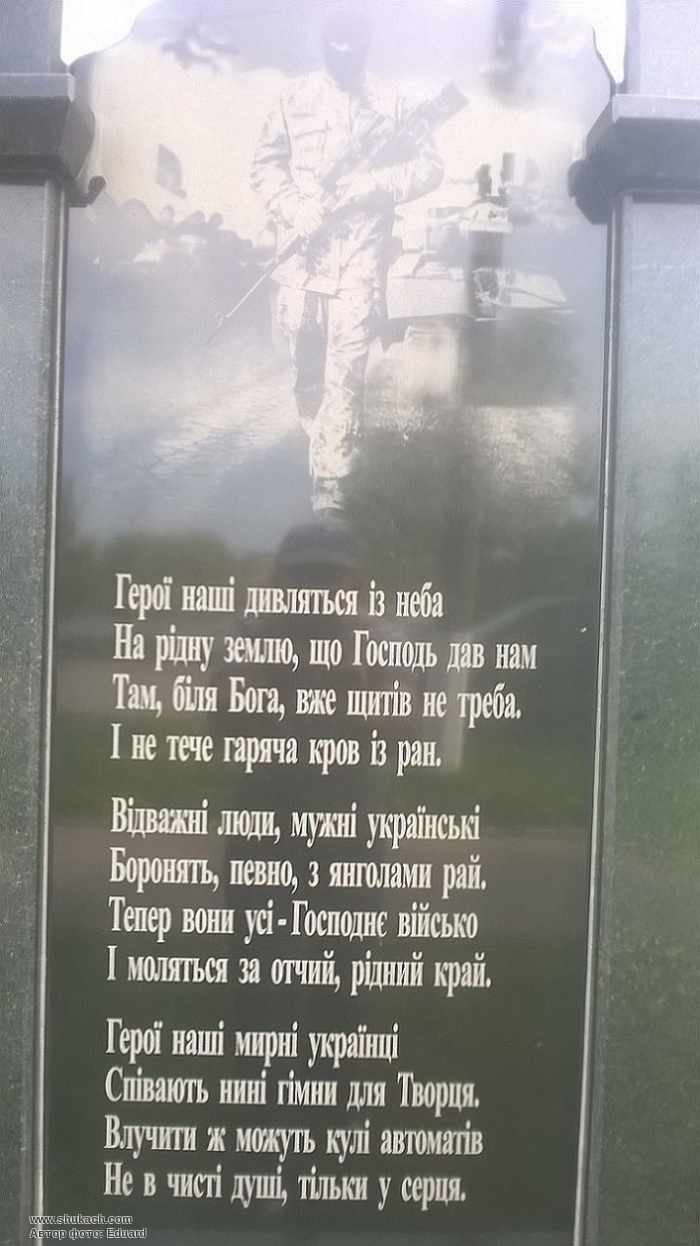 Герої наші дивляться із неба
На рідну землю, що Господь дав нам
Там, біля Бога, вже щитів не треба.
І не тече гаряча кров із ран.
Відважні люди, мужні українські
Боронять, певно, з янголами рай.
Тепер вони усі - Господнє військо
І моляться за отчий, рідний край.
Герої наші мирні українці
Співають нині гімни для Творця.
Влучити ж можуть кулі автоматів
Не в чисті душі, тільки у серця.
www.shukach.com
Автор фото: Eduard